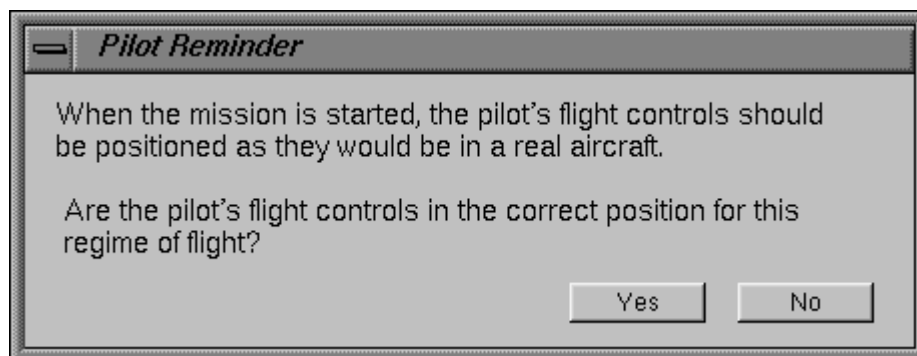 Pilot Reminder
When the mission is started, the pilot's flight controls should
be positioned as they would be in a real aircraft.
Are the pilot's flight controls in the correct position for this
regime of flight?
Yes No